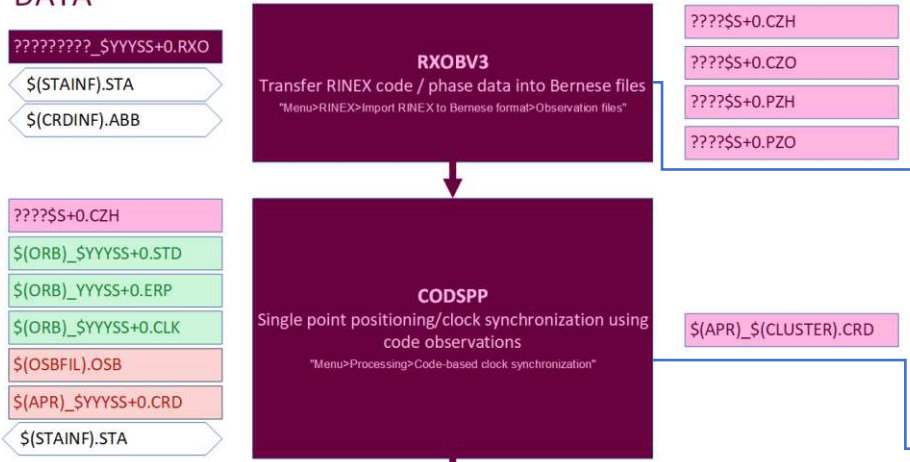 DATA
?????????_$YYYSS+0.RXO
$(STAINF).STA
$(CRDINF).ABB
RXOBV3
Transfer RINEX code / phase data into Bernese files
"Menu>RINEX>Import RINEX to Bernese format>Observation files"
????$S+0.CZH
????$S+0.CZO
????$S+0.PZH
????$S+0.PZO
????$S+0.CZH
$(ORB)_$YYYSS+0.STD
$(ORB)_YYYSS+0.ERP
$(ORB)_$YYYSS+0.CLK
$(OSBFIL).OSB
$(APR)_$YYYSS+0.CRD
$(STAINF).STA
CODSPP
Single point positioning/clock synchronization using
code observations
"Menu>Processing>Code-based clock synchronization"
$(APR)_$(CLUSTER).CRD